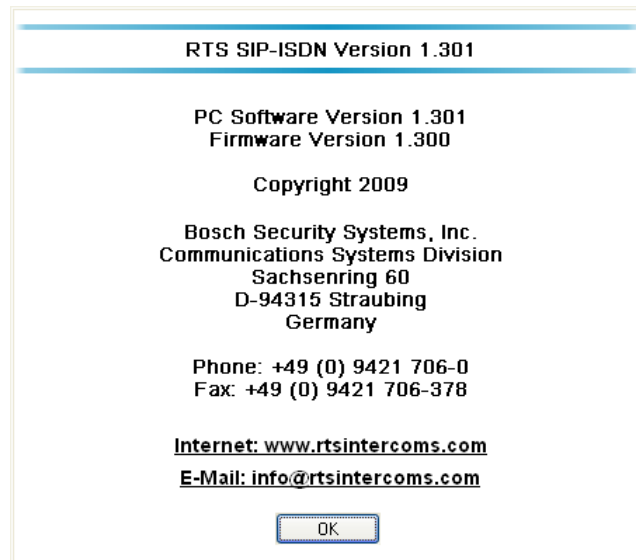 RTS SIP-ISDN Version 1.301
PC Software Version 1.301
Firmware Version 1.300
Copyright 2009
Bosch Security Systems, Inc.
Communications Systems Division
Sachsenring 60
D-94315 Straubing
Germany
Phone: +49 (0) 9421 706-0
Fax: +49 (0) 9421 706-378
Internet: www.rtsintercoms.com
E-Mail: info@rtsintercoms.com
OK